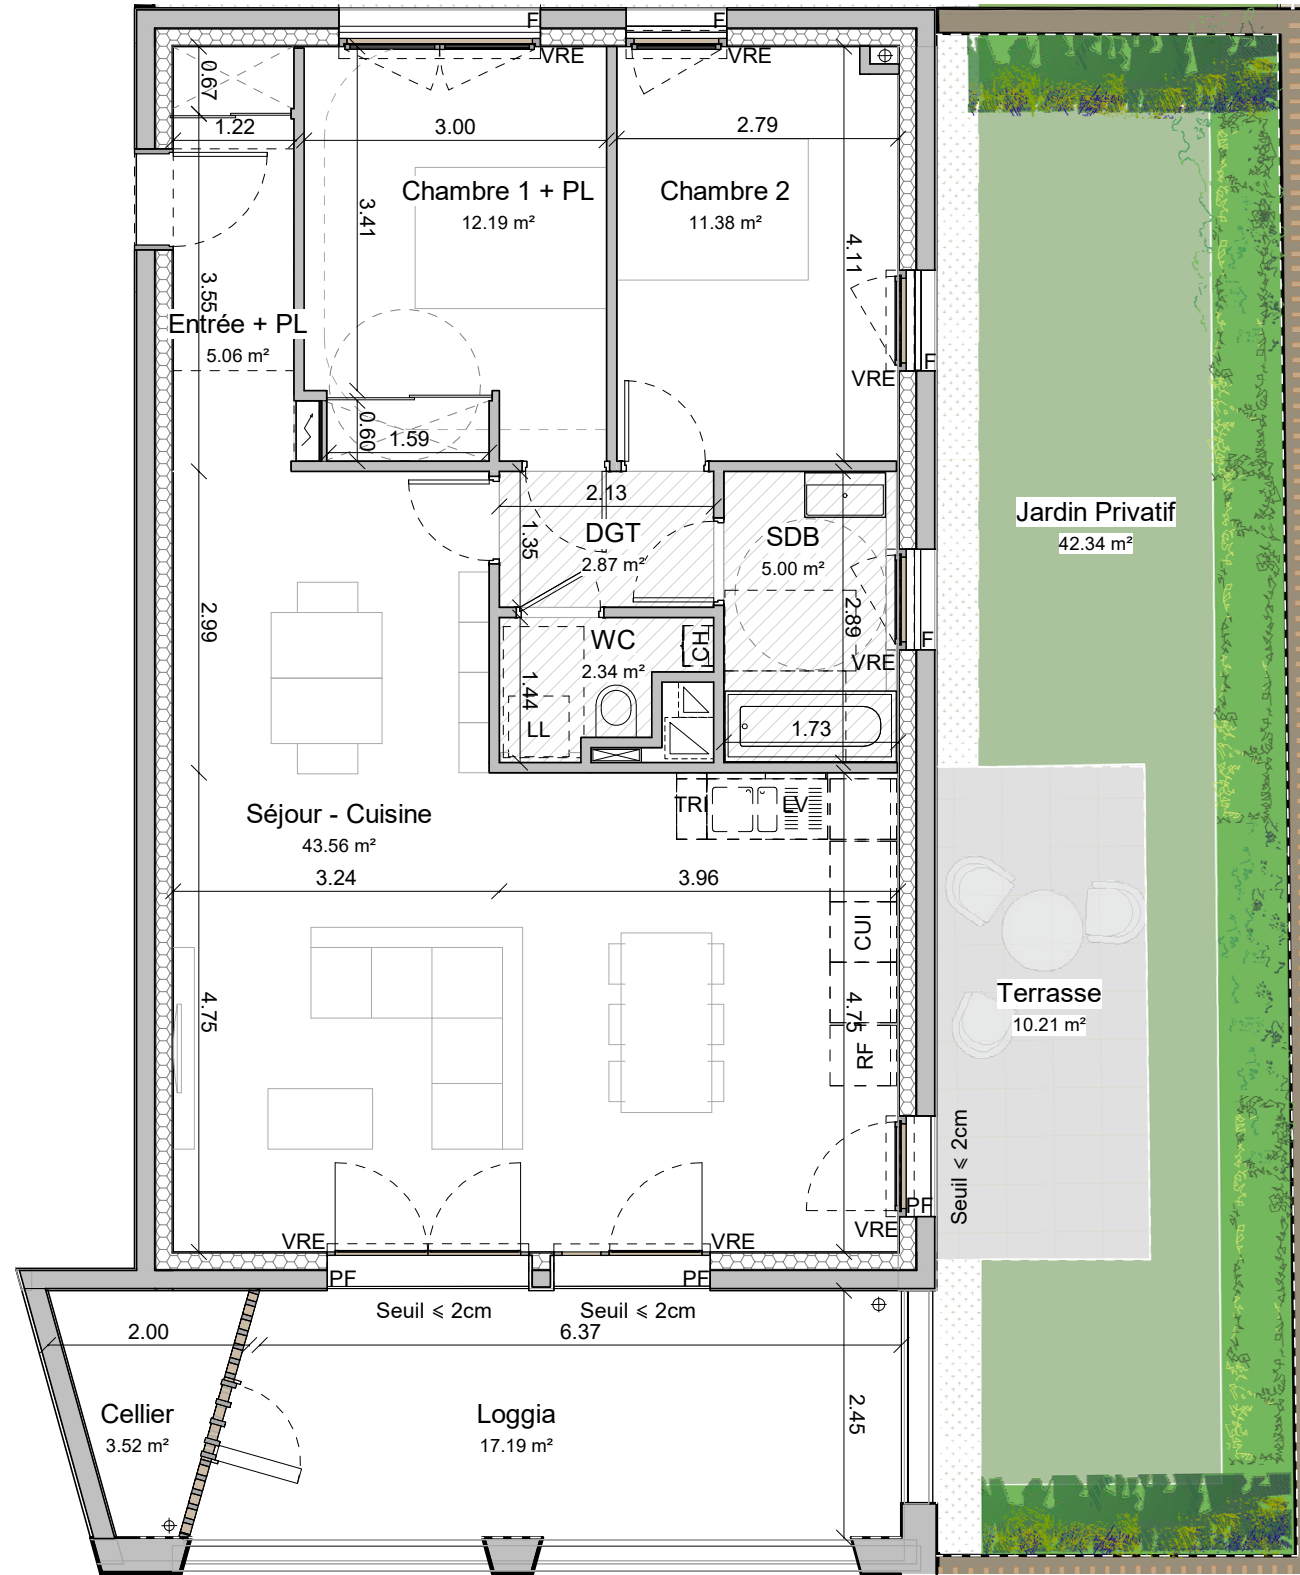 F
F
VRE
VRE
0.67
1.22
3.00
2.79
Chambre 1 + PL
12.19 m²
Chambre 2
11.38 m²
3.41
4.11
3.55
Entrée + PL
5.06 m²
F
VRE
0.60
1.59
2.13
1.35
DGT
2.87 m²
SDB
5.00 m²
Jardin Privatif
42.34 m²
2.99
2.89
WC
2.34 m²
CH
F
VRE
1.44
LL
1.73
TRI
LV
Séjour - Cuisine
43.56 m²
3.24
3.96
CUI
4.75
4.75
RF
Terrasse
10.21 m²
Seuil ⩽ 2cm
PF
VRE
VRE
VRE
PF
PF
Seuil ⩽ 2cm
Seuil ⩽ 2cm
2.00
6.37
2.45
Cellier
3.52 m²
Loggia
17.19 m²